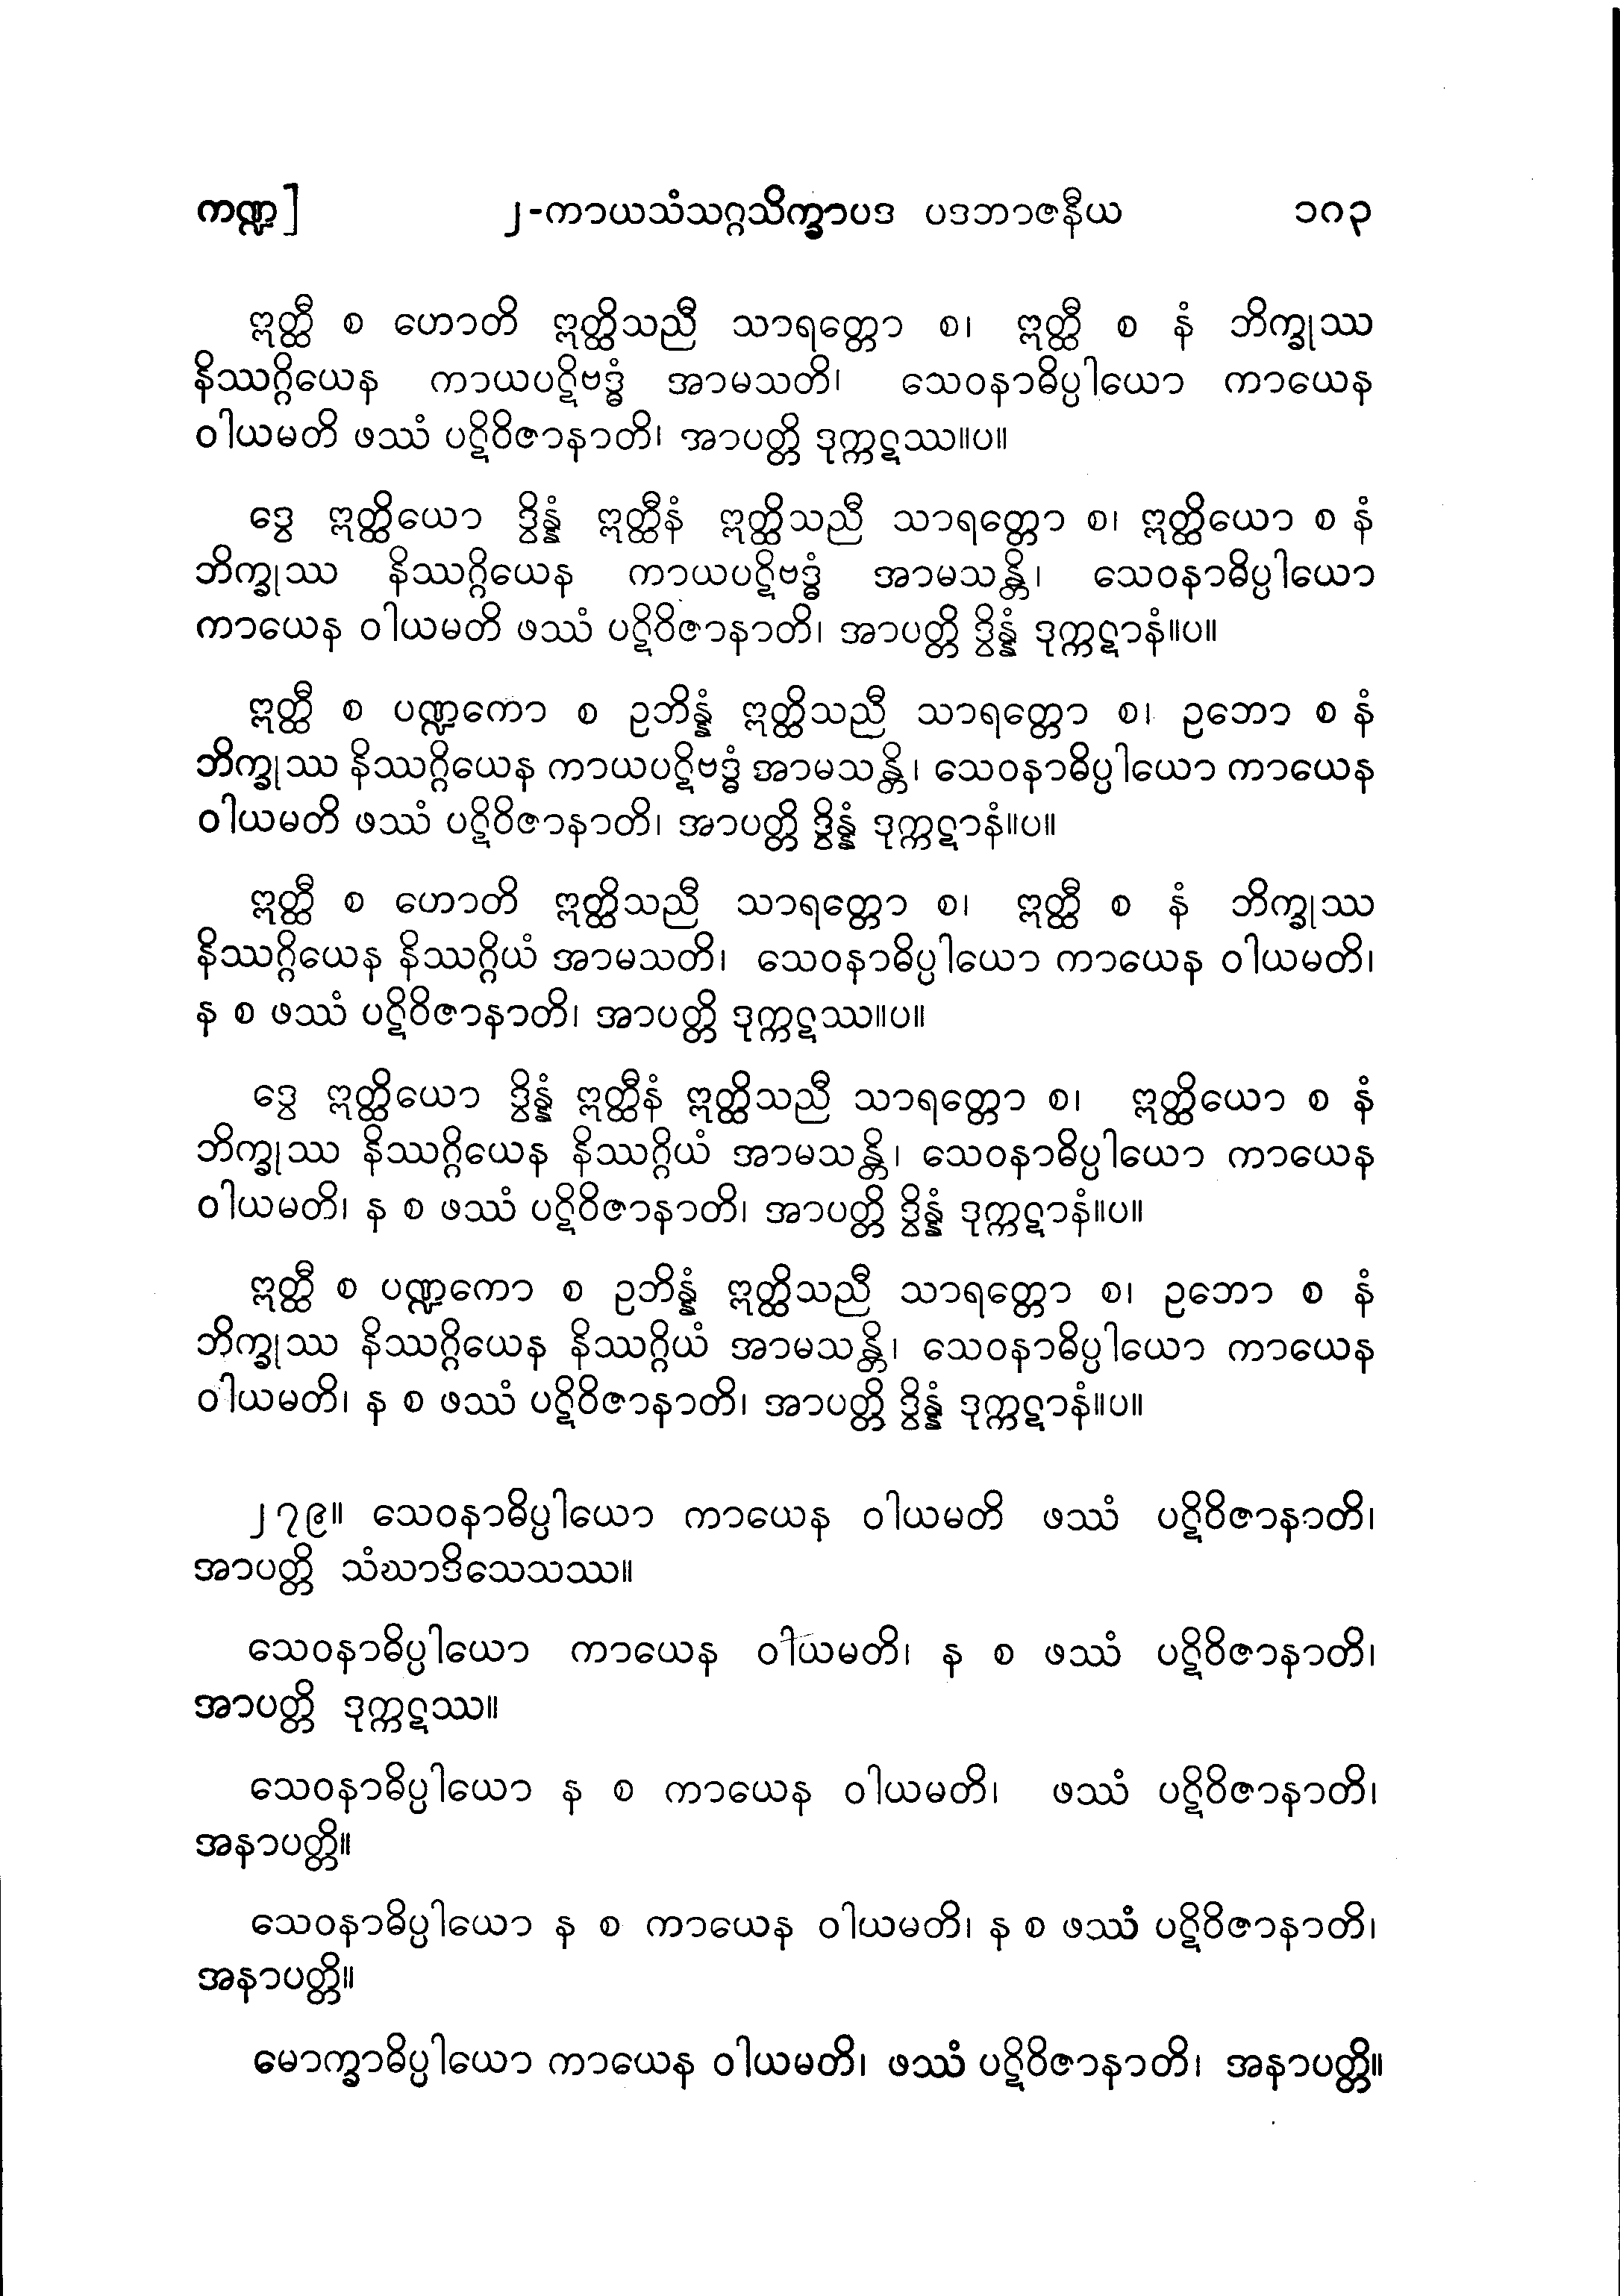 ကဏ္ဍ] ၂-ကာယသံသဂ္ဂသိက္ခာပဒ ပဒဘာဇနီယ ၁၈၃
ဣတ္ထီ စ ဟောတိ ဣတ္ထိသညီ သာရတ္တော စ၊ ဣတ္ထီ စ နံ ဘိက္ခုဿ
နိဿဂ္ဂိယေန ကာယပဋိဗဒ္ဓံ အာမသတိ၊ သေဝနာဓိပ္ပါယော ကာယေန
ဝါယမတိ ဖဿံ ပဋိဝိဇာနာတိ၊ အာပတ္တိ ဒုက္ကဋဿ။ပ။
ဒွေ ဣတ္ထိယော ဒွိန္နံ ဣတ္ထီနံ ဣတ္ထိသညီ သာရတ္တော စ၊ ဣတ္ထိယော စ နံ
ဘိက္ခုဿ နိဿဂ္ဂိယေန ကာယပဋိဗဒ္ဓံ အာမသန္တိ၊ သေဝနာဓိပ္ပါယော
ကာယေန ဝါယမတိ ဖဿံ ပဋိဝိဇာနာတိ၊ အာပတ္တိ ဒွိန္နံ ဒုက္ကဋာနံ။ပ။
ဣတ္ထီ စ ပဏ္ဍကော စ ဥဘိန္နံ ဣတ္ထိသညီ သာရတ္တော စ၊ ဥဘော စ နံ
ဘိက္ခုဿ နိဿဂ္ဂိယေန ကာယပဋိဗဒ္ဓံ အာမသန္တိ၊ သေဝနာဓိပ္ပါယော ကာယေန
ဝါယမတိ ဖဿံ ပဋိဝိဇာနာတိ၊ အာပတ္တိ ဒွိန္နံ ဒုက္ကဋာနံ။ပ။
ဣတ္ထီ စ ဟောတိ ဣတ္ထိသညီ သာရတ္တော စ၊ ဣတ္ထီ စ နံ ဘိက္ခုဿ
နိဿဂ္ဂိယေန နိဿဂ္ဂိယံ အာမသတိ၊ သေဝနာဓိပ္ပါယော ကာယေန ဝါယမတိ၊
န စ ဖဿံ ပဋိဝိဇာနာတိ၊ အာပတ္တိ ဒုက္ကဋဿ။ပ။
ဒွေ ဣတ္ထိယော ဒွိန္နံ ဣတ္ထီနံ ဣတ္ထိသညီ သာရတ္တော စ၊ ဣတ္ထိယော စ နံ
ဘိက္ခုဿ နိဿဂ္ဂိယေန နိဿဂ္ဂိယံ အာမသန္တိ၊ သေဝနာဓိပ္ပါယော ကာယေန
ဝါယမတိ၊ န စ ဖဿံ ပဋိဝိဇာနာတိ၊ အာပတ္တိ ဒွိန္နံ ဒုက္ကဋာနံ။ပ။
ဣတ္ထီ စ ပဏ္ဍကော စ ဥဘိန္နံ ဣတ္ထိသညီ သာရတ္တော စ၊ ဥဘော စ နံ
ဘိက္ခုဿ နိဿဂ္ဂိယေန နိဿဂ္ဂိယံ အာမသန္တိ၊ သေဝနာဓိပ္ပါယော ကာယေန
ဝါယမတိ၊ န စ ဖဿံ ပဋိဝိဇာနာတိ၊ အာပတ္တိ ဒွိန္နံ ဒုက္ကဋာနံ။ပ။
၂၇၉။ သေဝနာဓိပ္ပါယော ကာယေန ဝါယမတိ ဖဿံ ပဋိဝိဇာနာတိ၊
အာပတ္တိ သံဃာဒိသေသဿ။
သေဝနာဓိပ္ပါယော ကာယေန ဝါယမတိ၊ န စ ဖဿံ ပဋိဝိဇာနာတိ၊
အာပတ္တိ ဒုက္ကဋဿ။
သေဝနာဓိပ္ပါယော န စ ကာယေန ဝါယမတိ၊ ဖဿံ ပဋိဝိဇာနာတိ၊
အနာပတ္တိ။
သေဝနာဓိပ္ပါယော န စ ကာယေန ဝါယမတိ၊ န စ ဖဿံ ပဋိဝိဇာနာတိ၊
အနာပတ္တိ။
မောက္ခာဓိပ္ပါယော ကာယေန ဝါယမတိ၊ ဖဿံ ပဋိဝိဇာနာတိ၊ အနာပတ္တိ။